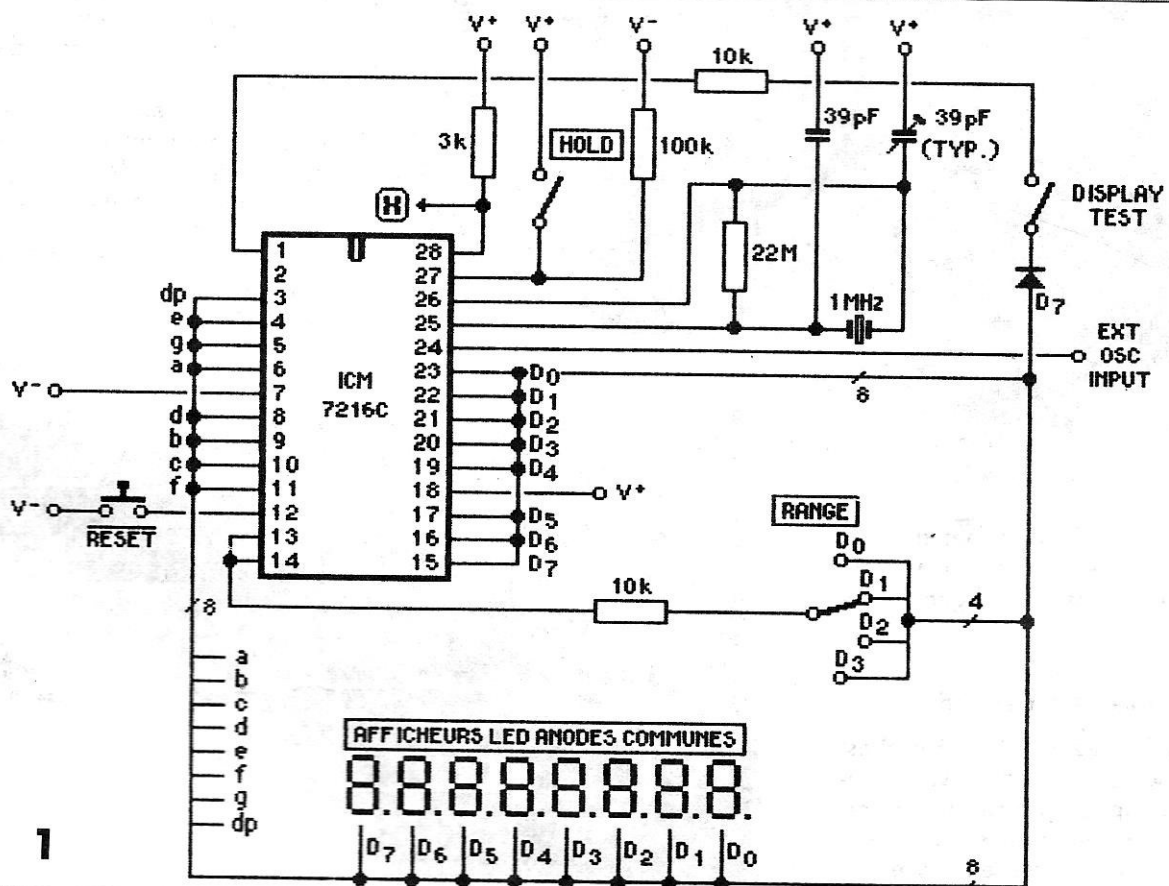 V+ V+ V- V+ V+
10k
3k
HOLD
100k
39pF
39pF
(TYP.)
H
DISPLAY
TEST
22M
1MHz
D7
EXT
OSC
INPUT
ICM
7216C
1 28
2 27
dp 3 26
e 4 25
g 5 24
a 6 23 D0
V- 7 22 D1
d 8 21 D2
b 9 20 D3
c 10 19 D4
f 11 18 V+
V- 12 17 D5
RESET
13 16 D6
14 15 D7
8
RANGE
D0
D1
D2
D3
10k
4
8
a
b
c
d
e
f
g
dp
AFFICHEURS LED ANODES COMMUNES
8.8.8.8.8.8.8.8.
D7 D6 D5 D4 D3 D2 D1 D0
8
1